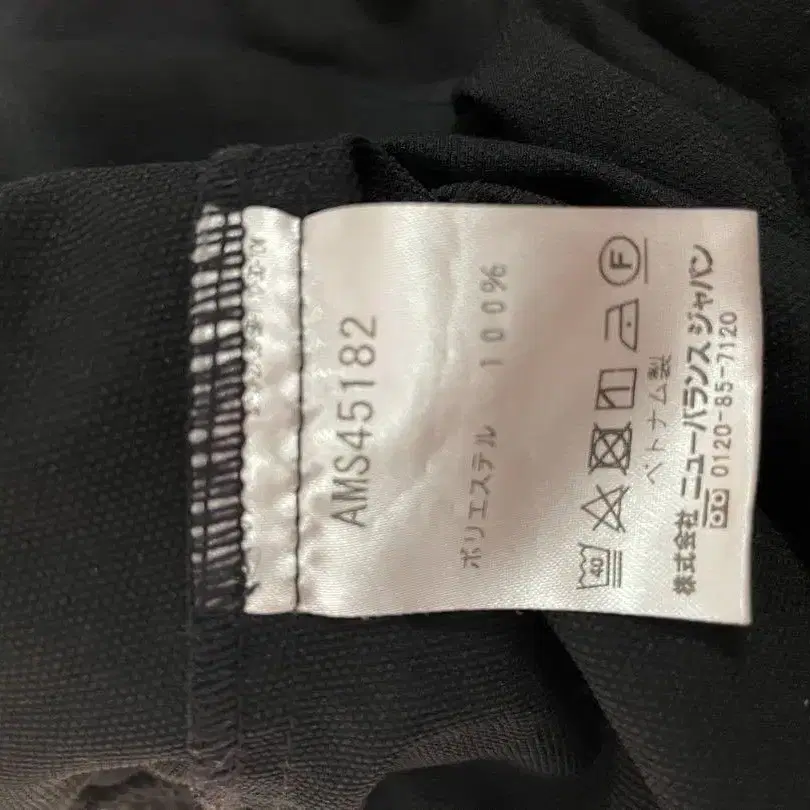 AMS45182
ポリエステル 100%
40
F
ベトナム製
株式会社 ニューバランス ジャパン
0120-85-7120